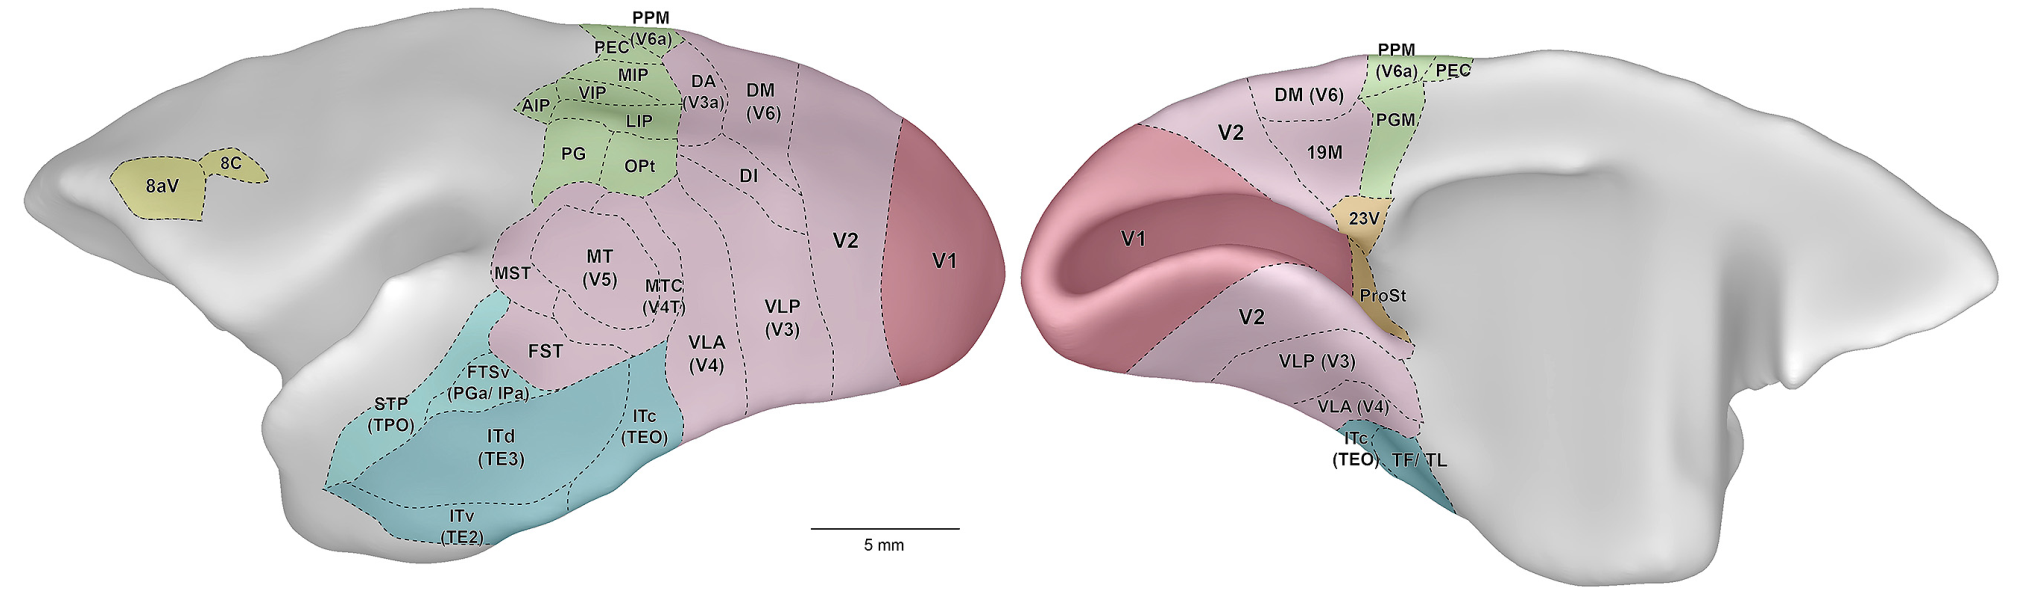 PPM
(V6a)
PEC
MIP
DA
(V3a)
DM
(V6)
VIP
AIP
LIP
PG
OPt
DI
8C
8aV
MT
(V5)
MST
MTC
(V4T)
V2
V1
VLP
(V3)
VLA
(V4)
FST
FTSv
(PGa/ IPa)
STP
(TPO)
ITc
(TEO)
ITd
(TE3)
ITv
(TE2)
5 mm
PPM
(V6a)
PEC
DM (V6)
PGM
V2
19M
23V
V1
ProSt
V2
VLP (V3)
VLA (V4)
ITc
(TEO)
TF/ TL